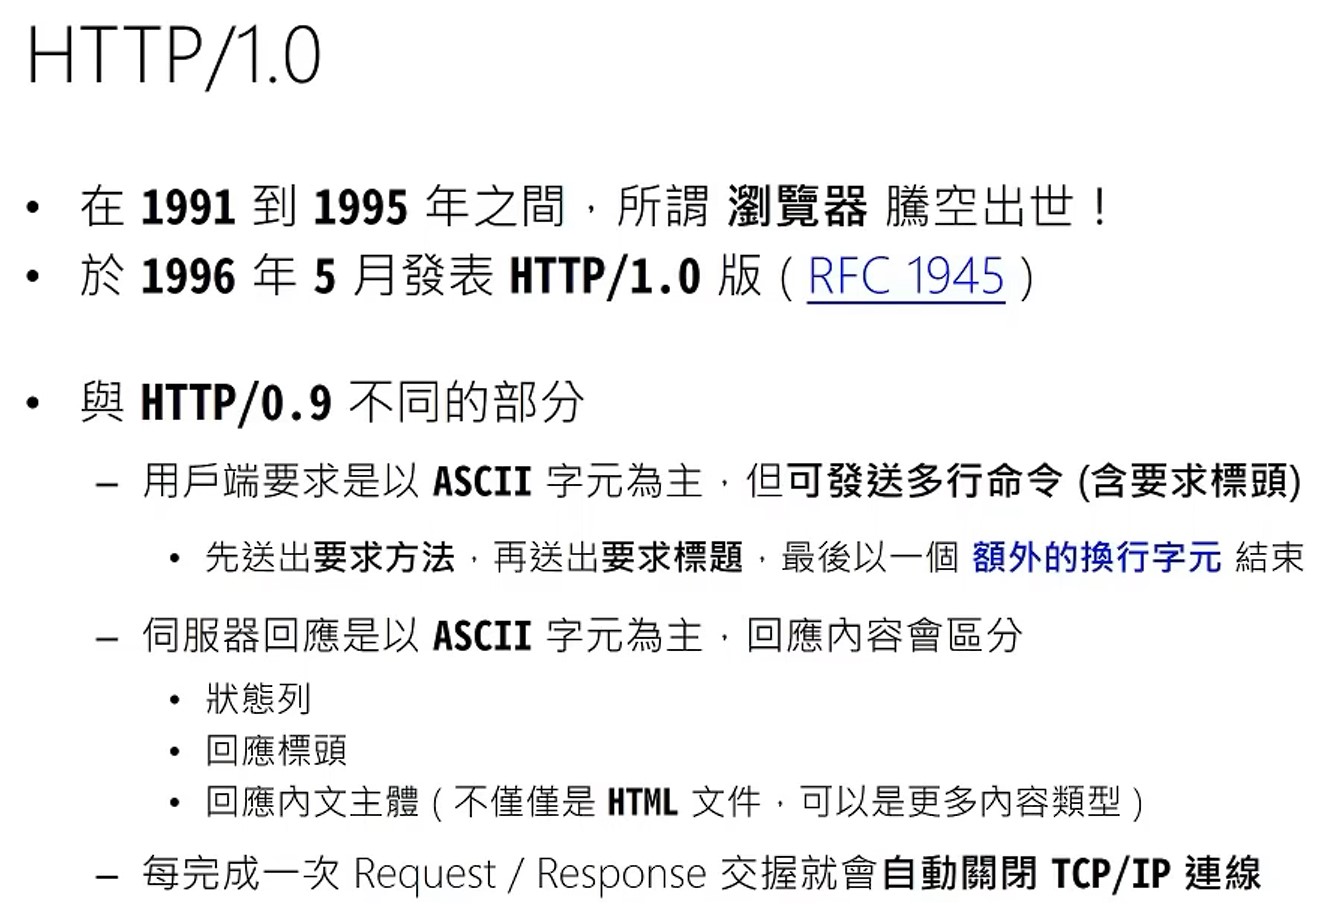 HTTP/1.0
• 在 1991 到 1995 年之間，所謂 瀏覽器 騰空出世！
• 於 1996 年 5 月發表 HTTP/1.0 版 ( RFC 1945 )
• 與 HTTP/0.9 不同的部分
– 用戶端要求是以 ASCII 字元為主，但可發送多行命令 (含要求標頭)
• 先送出要求方法，再送出要求標題，最後以一個 額外的換行字元 結束
– 伺服器回應是以 ASCII 字元為主，回應內容會區分
• 狀態列
• 回應標頭
• 回應內文主體 ( 不僅僅是 HTML 文件，可以是更多內容類型 )
– 每完成一次 Request / Response 交握就會自動關閉 TCP/IP 連線